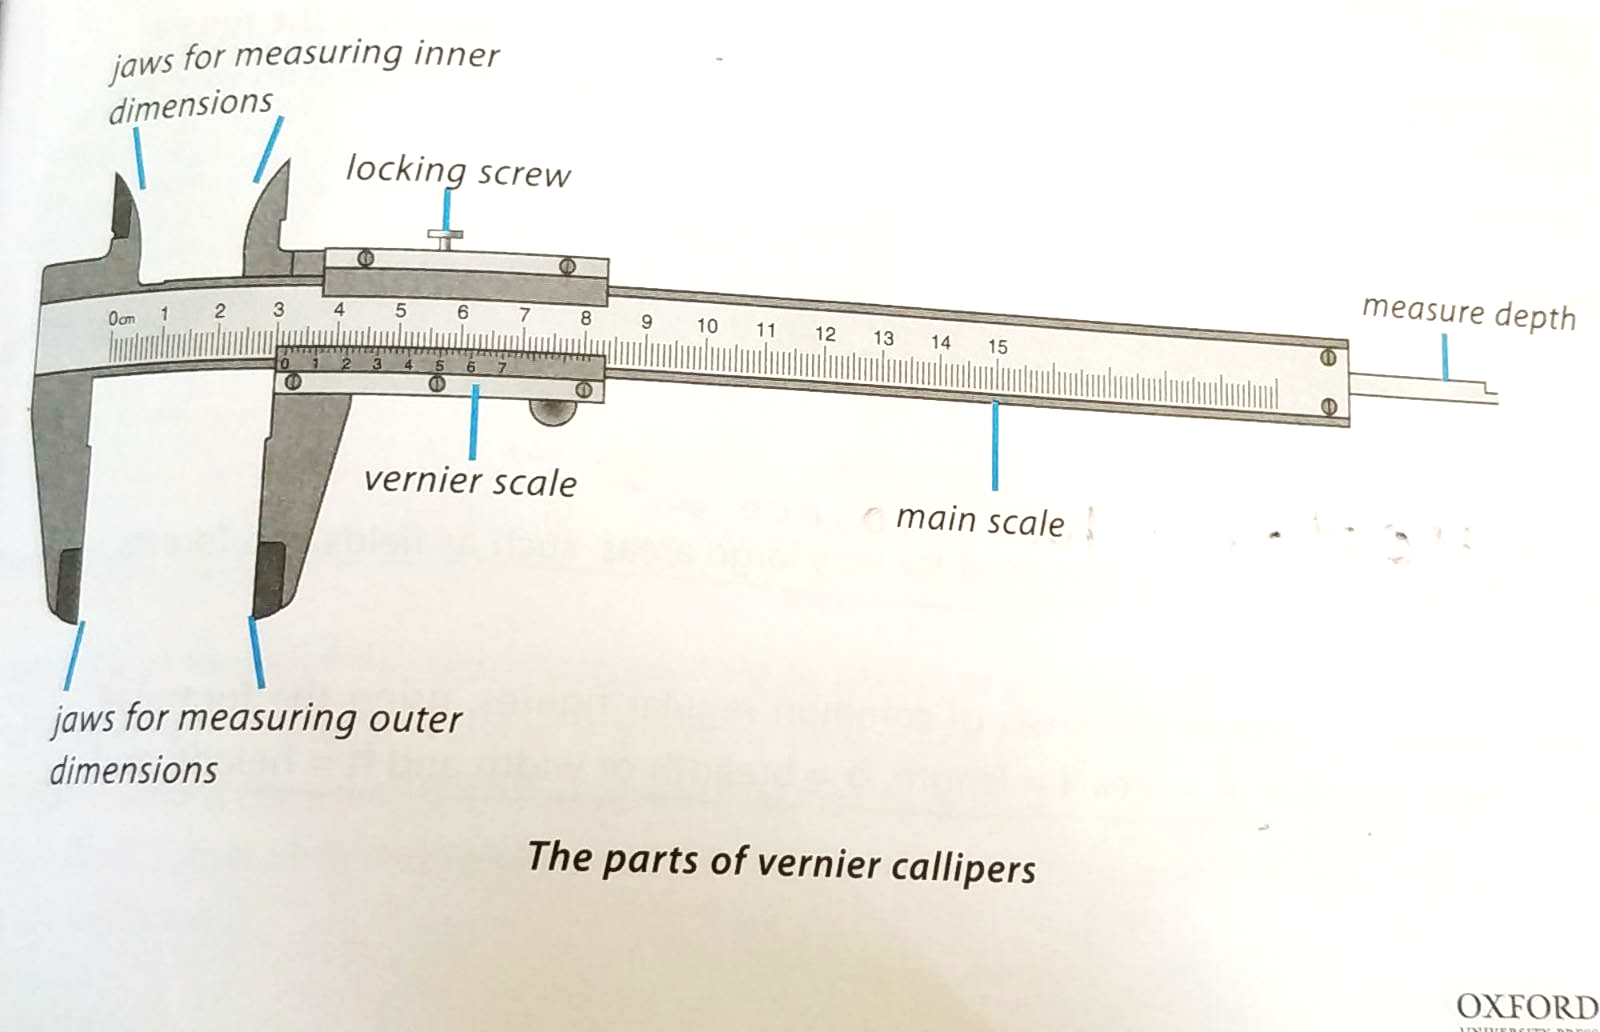 jaws for measuring inner
dimensions
locking screw
0cm 1 2 3 4 5 6 7 8 9 10 11 12 13 14 15
measure depth
0 1 2 3 4 5 6 7
vernier scale
main scale
jaws for measuring outer
dimensions
The parts of vernier callipers
OXFORD